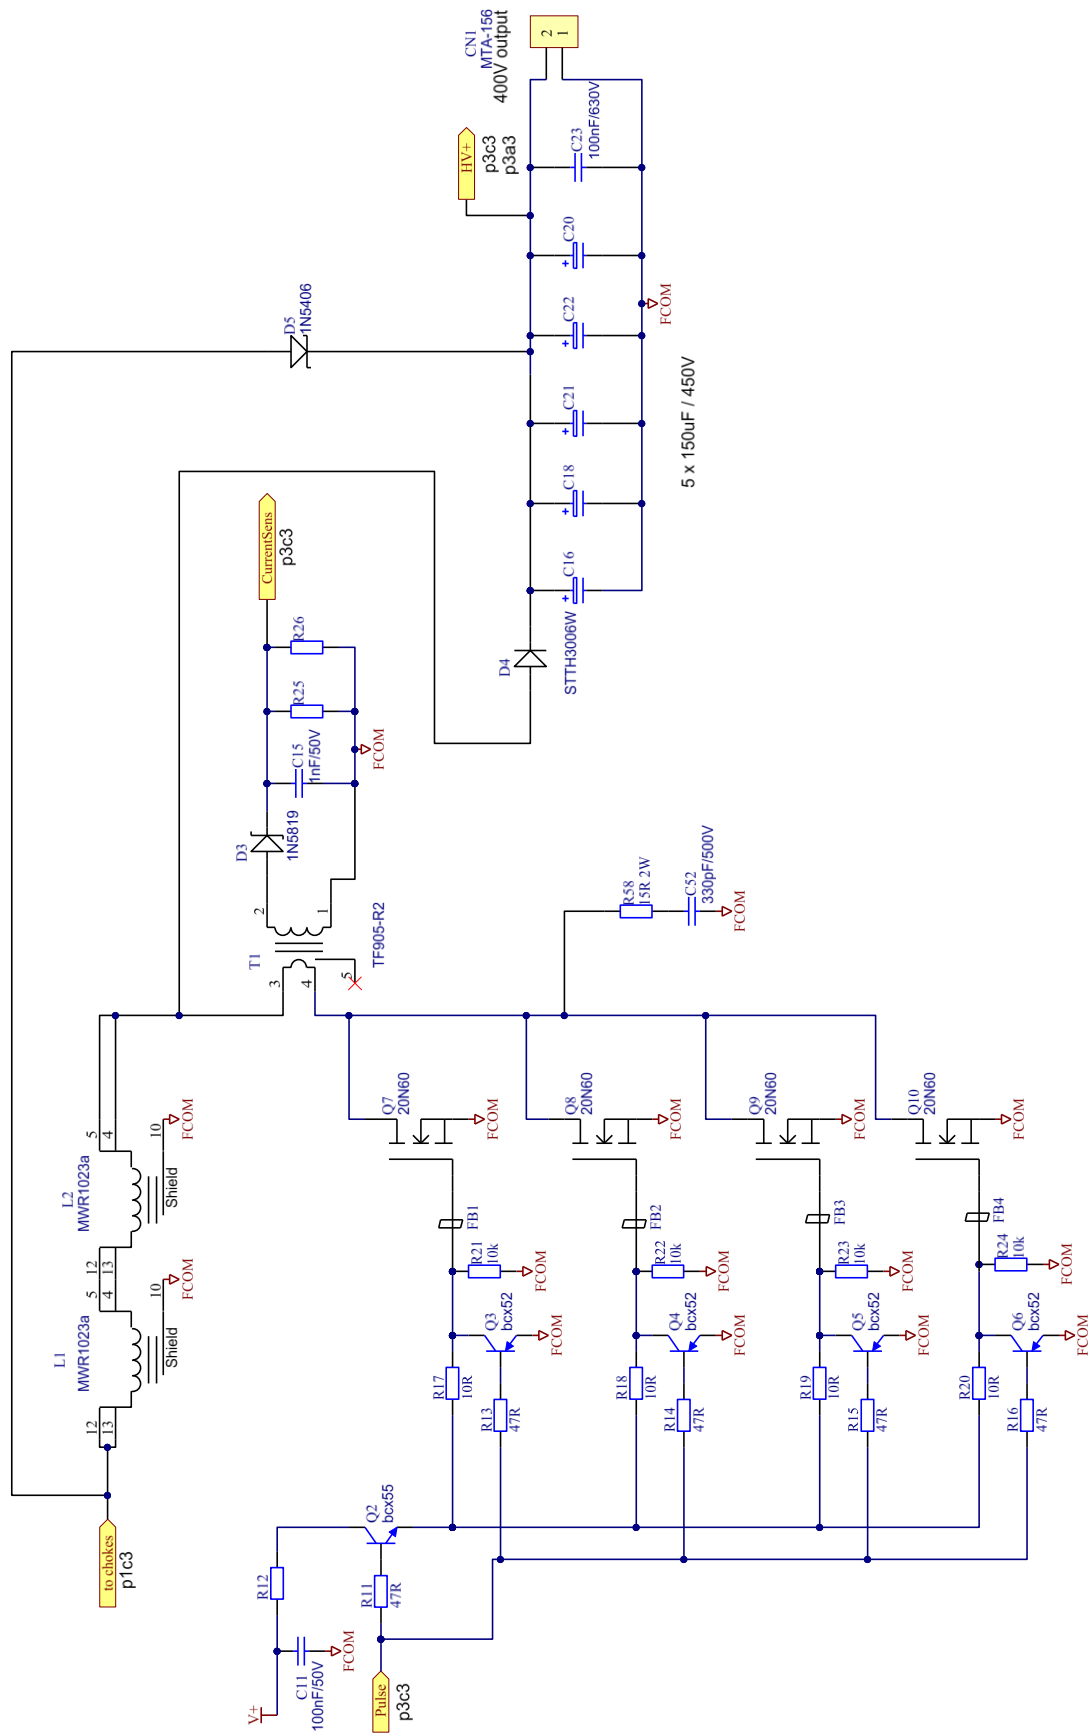 to chokes
p1c3
12
13
L1
MWR1023a
5
4
10
Shield
FCOM
12
13
L2
MWR1023a
5
4
10
Shield
FCOM
D5
1N5406
T1
3
4
5
2
1
TF905-R2
D3
1N5819
C15
1nF/50V
R25
R26
FCOM
CurrentSens
p3c3
D4
STTH3006W
+
C16
+
C18
+
C21
+
C22
+
C20
C23
100nF/630V
FCOM
5 x 150uF / 450V
HV+
p3c3
p3a3
CN1
MTA-156
400V output
2
1
R58
15R 2W
C52
330pF/500V
FCOM
V+
C11
100nF/50V
FCOM
R12
Pulse
p3c3
R11
47R
Q2
bcx55
R17
10R
R13
47R
Q3
bcx52
FCOM
R21
10k
FCOM
FB1
Q7
20N60
FCOM
R18
10R
R14
47R
Q4
bcx52
FCOM
R22
10k
FCOM
FB2
Q8
20N60
FCOM
R19
10R
R15
47R
Q5
bcx52
FCOM
R23
10k
FCOM
FB3
Q9
20N60
FCOM
R20
10R
R16
47R
Q6
bcx52
FCOM
R24
10k
FCOM
FB4
Q10
20N60
FCOM